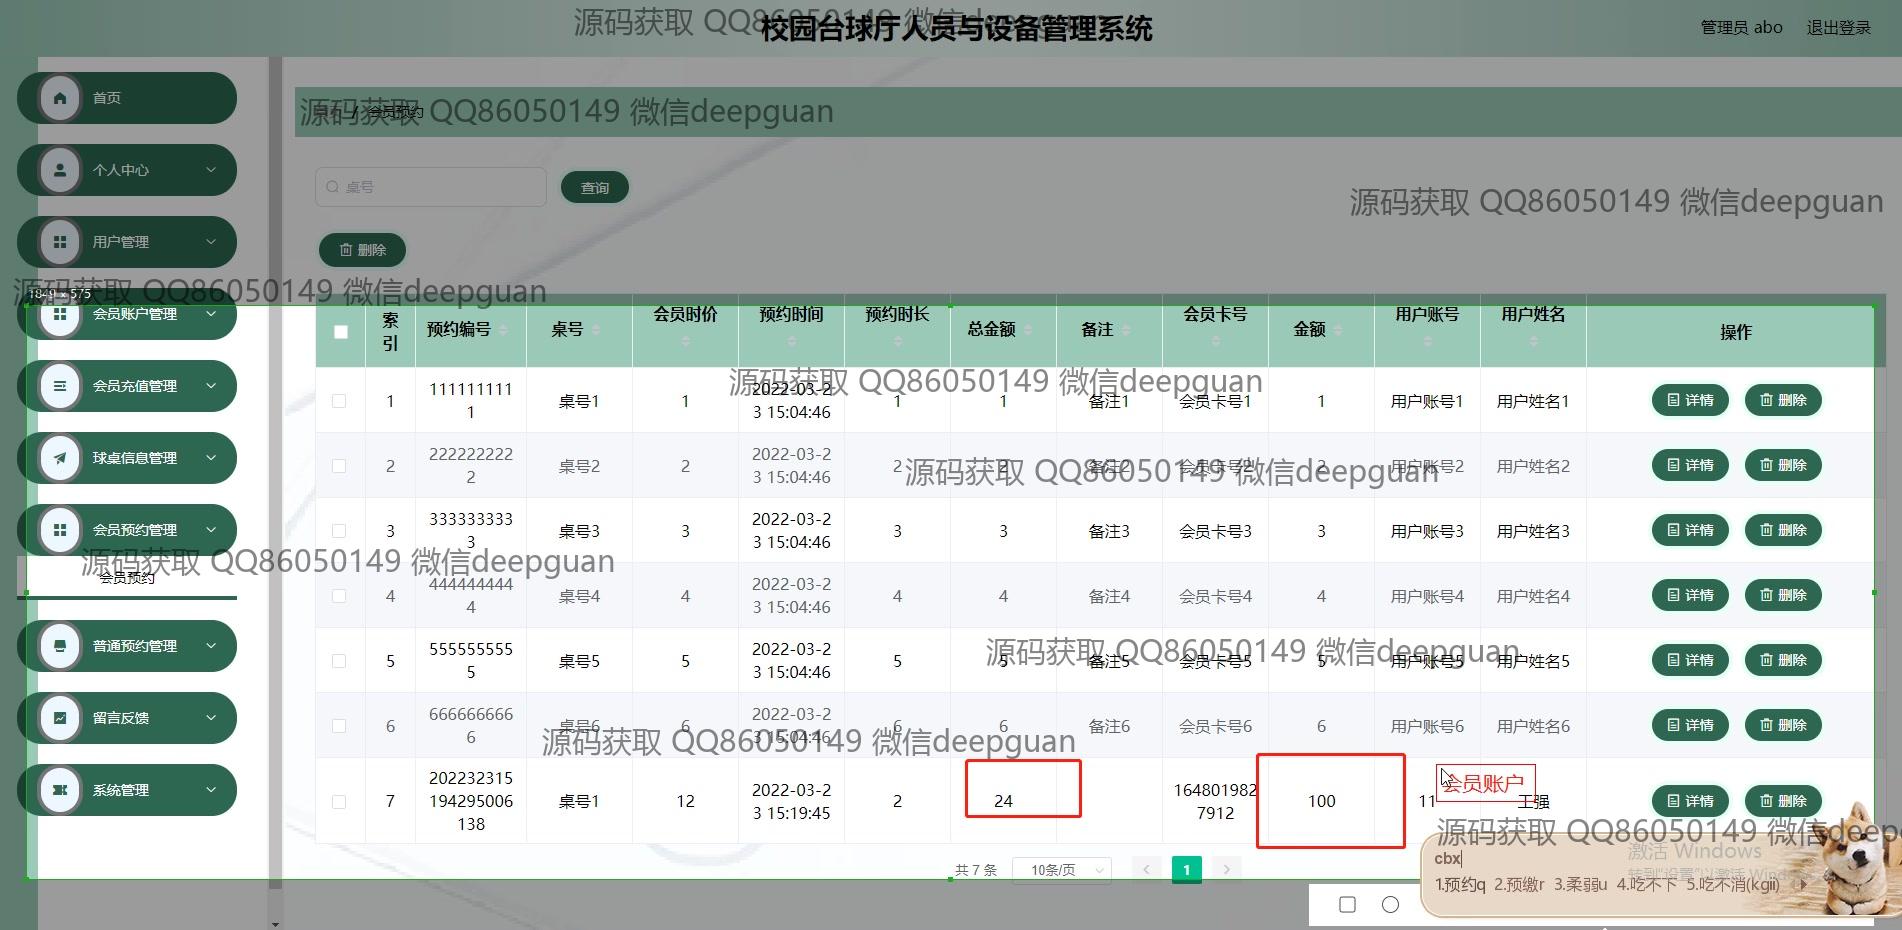 源码获取 QQ86050149 微信deepguan
校园台球厅人员与设备管理系统
管理员 abo 退出登录
首页
个人中心
用户管理
会员账户管理
会员充值管理
球桌信息管理
会员预约管理
会员预约
普通预约管理
留言反馈
系统管理
源码获取 QQ86050149 微信deepguan
/ 会员预约
桌号 查询
源码获取 QQ86050149 微信deepguan
删除
源码获取 QQ86050149 微信deepguan
1849 × 575
索引 预约编号 桌号 会员时价 预约时间 预约时长 总金额 备注 会员卡号 金额 用户账号 用户姓名 操作
源码获取 QQ86050149 微信deepguan
1 1111111111 桌号1 1 2022-03-23 15:04:46 1 1 备注1 会员卡号1 1 用户账号1 用户姓名1 详情 删除
2 2222222222 桌号2 2 2022-03-23 15:04:46 2 2 备注2 会员卡号2 2 用户账号2 用户姓名2 详情 删除
源码获取 QQ86050149 微信deepguan
3 3333333333 桌号3 3 2022-03-23 15:04:46 3 3 备注3 会员卡号3 3 用户账号3 用户姓名3 详情 删除
源码获取 QQ86050149 微信deepguan
4 4444444444 桌号4 4 2022-03-23 15:04:46 4 4 备注4 会员卡号4 4 用户账号4 用户姓名4 详情 删除
源码获取 QQ86050149 微信deepguan
5 5555555555 桌号5 5 2022-03-23 15:04:46 5 5 备注5 会员卡号5 5 用户账号5 用户姓名5 详情 删除
6 6666666666 桌号6 6 2022-03-23 15:04:46 6 6 备注6 会员卡号6 6 用户账号6 用户姓名6 详情 删除
源码获取 QQ86050149 微信deepguan
7 202232315194295006138 桌号1 12 2022-03-23 15:19:45 2 24 1648019827912 100 11 王强 详情 删除
会员账户
源码获取 QQ86050149 微信deep
共 7 条 10条/页 1
激活 Windows
cbx
1.预约q 2.预缴r 3.柔弱u 4.吃不下 5.吃不消(kgii)